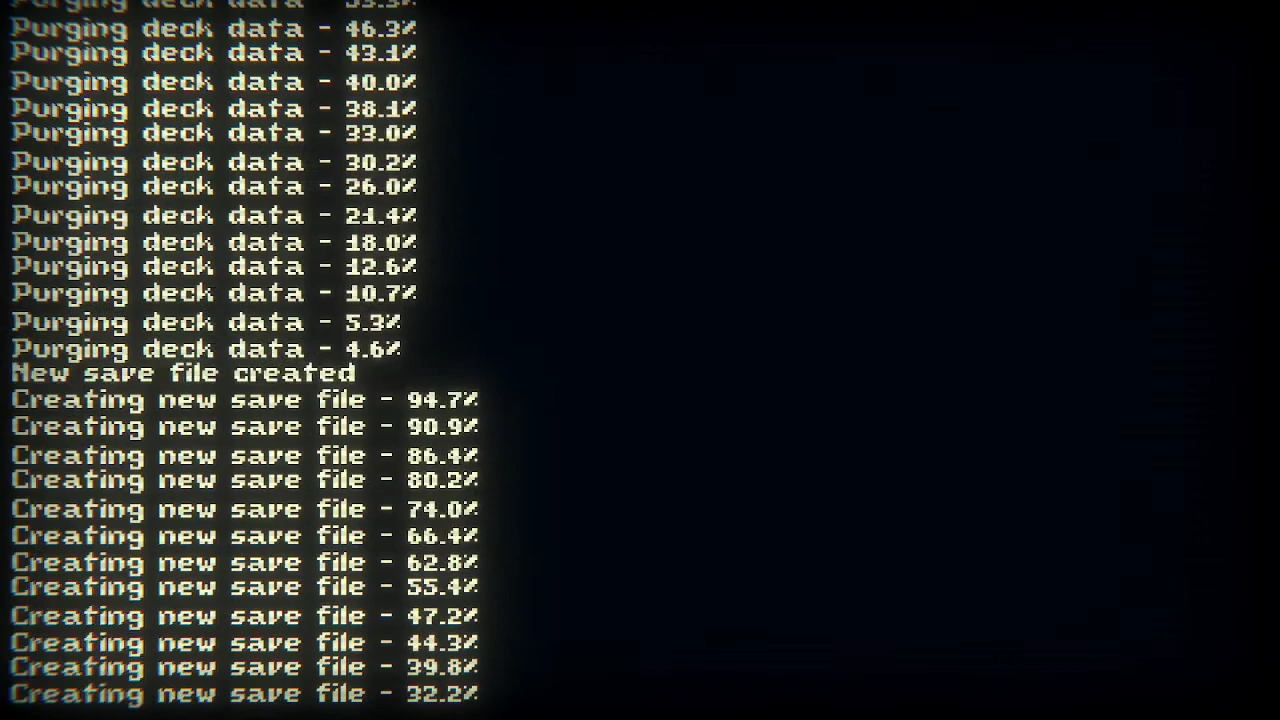 Purging deck data - 53.3%
Purging deck data - 46.3%
Purging deck data - 43.1%
Purging deck data - 40.0%
Purging deck data - 38.1%
Purging deck data - 33.0%
Purging deck data - 30.2%
Purging deck data - 26.0%
Purging deck data - 21.4%
Purging deck data - 18.0%
Purging deck data - 12.6%
Purging deck data - 10.7%
Purging deck data - 5.3%
Purging deck data - 4.6%
New save file created
Creating new save file - 94.7%
Creating new save file - 90.9%
Creating new save file - 86.4%
Creating new save file - 80.2%
Creating new save file - 74.0%
Creating new save file - 66.4%
Creating new save file - 62.8%
Creating new save file - 55.4%
Creating new save file - 47.2%
Creating new save file - 44.3%
Creating new save file - 39.8%
Creating new save file - 32.2%